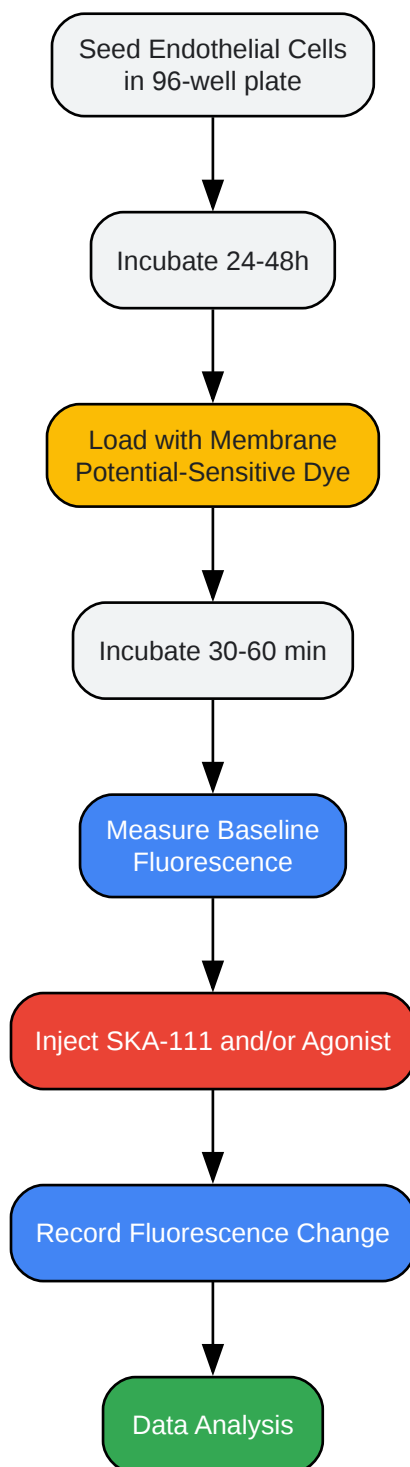 Seed Endothelial Cells
in 96-well plate
Incubate 24-48h
Load with Membrane
Potential-Sensitive Dye
Incubate 30-60 min
Measure Baseline
Fluorescence
Inject SKA-111 and/or Agonist
Record Fluorescence Change
Data Analysis